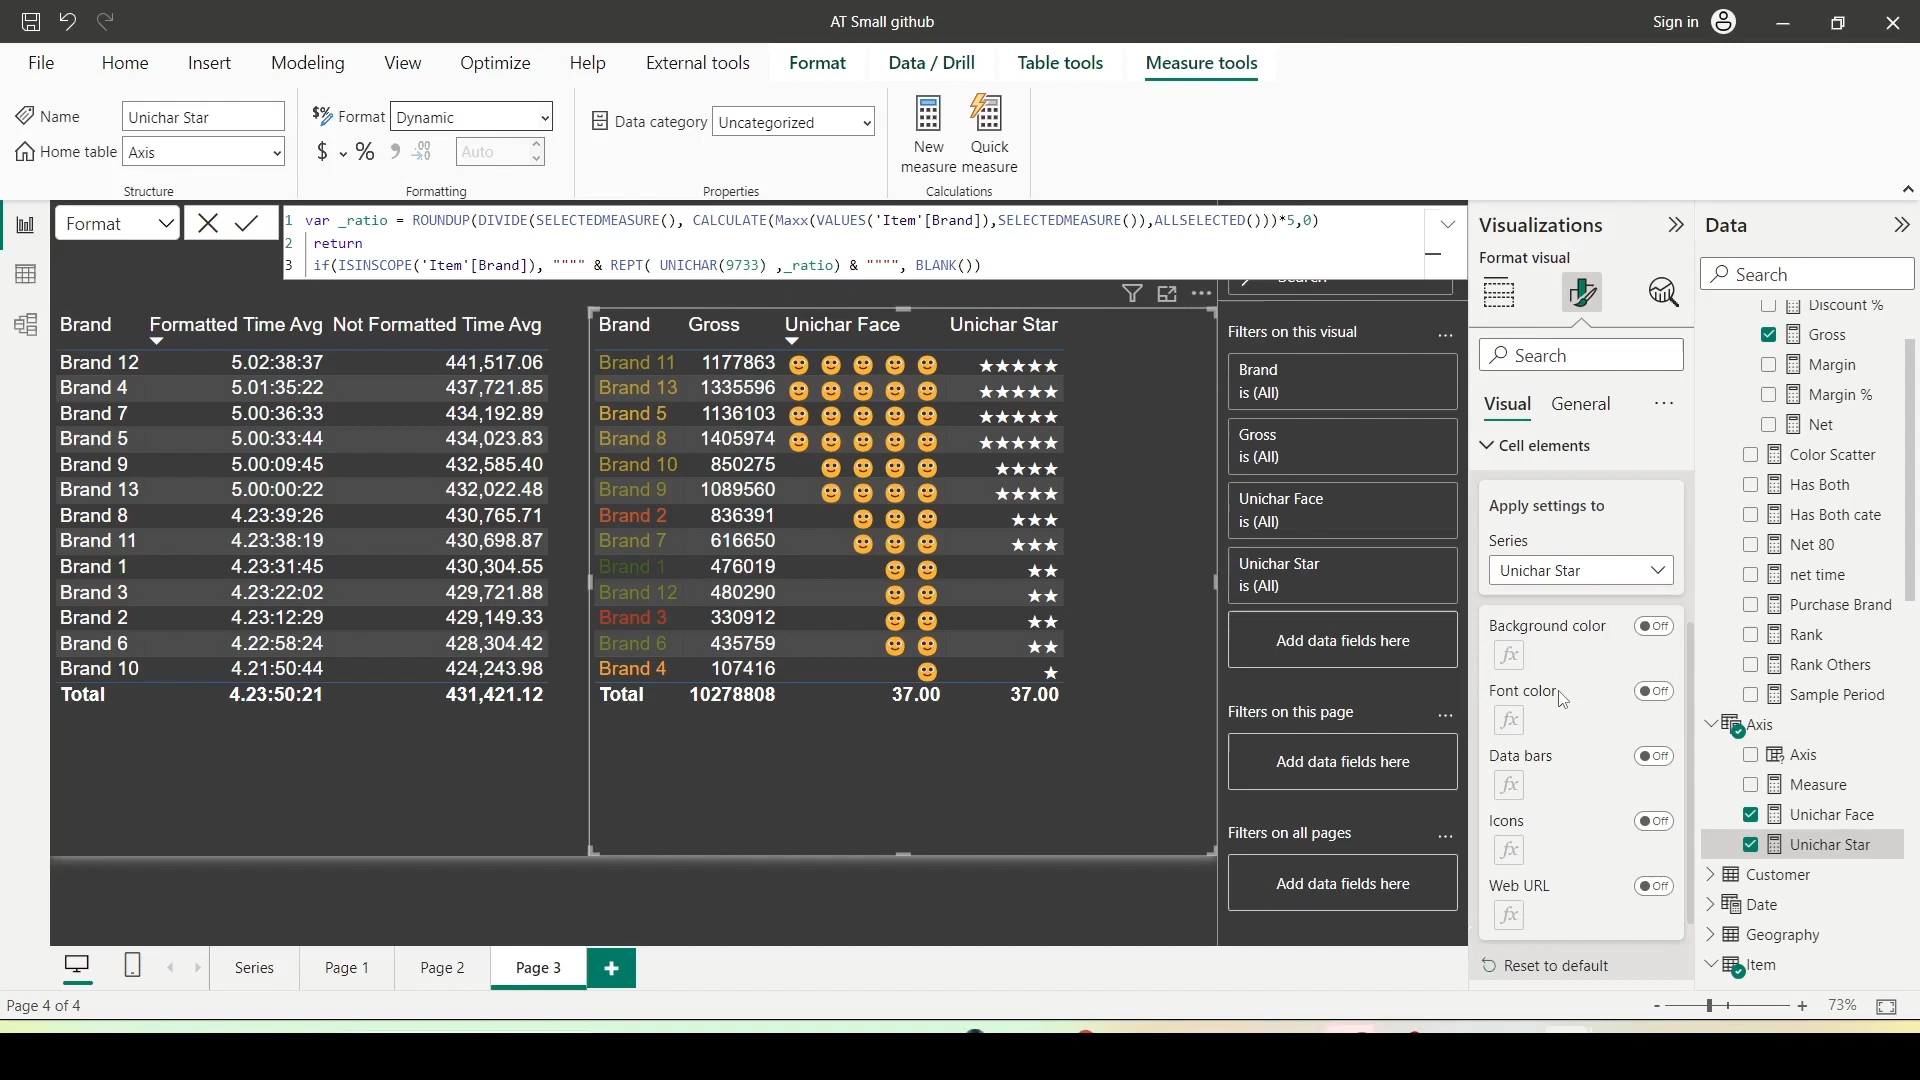 AT Small github
Sign in
File Home Insert Modeling View Optimize Help External tools Format Data / Drill Table tools Measure tools
Name Unichar Star
Home table Axis
Structure
$% Format Dynamic
$ % 9 .00 Auto
Formatting
Data category Uncategorized
Properties
New measure
Quick measure
Calculations
Format
1 var _ratio = ROUNDUP(DIVIDE(SELECTEDMEASURE(), CALCULATE(Maxx(VALUES('Item'[Brand]),SELECTEDMEASURE()),ALLSELECTED()))*5,0)
2 return
3 if(ISINSCOPE('Item'[Brand]), """" & REPT( UNICHAR(9733) ,_ratio) & """", BLANK())
Brand Formatted Time Avg Not Formatted Time Avg
Brand 12 5.02:38:37 441,517.06
Brand 4 5.01:35:22 437,721.85
Brand 7 5.00:36:33 434,192.89
Brand 5 5.00:33:44 434,023.83
Brand 9 5.00:09:45 432,585.40
Brand 13 5.00:00:22 432,022.48
Brand 8 4.23:39:26 430,765.71
Brand 11 4.23:38:19 430,698.87
Brand 1 4.23:31:45 430,304.55
Brand 3 4.23:22:02 429,721.88
Brand 2 4.23:12:29 429,149.33
Brand 6 4.22:58:24 428,304.42
Brand 10 4.21:50:44 424,243.98
Total 4.23:50:21 431,421.12
Brand Gross Unichar Face Unichar Star
Brand 11 1177863 🙂 🙂 🙂 🙂 🙂 ★★★★★
Brand 13 1335596 🙂 🙂 🙂 🙂 🙂 ★★★★★
Brand 5 1136103 🙂 🙂 🙂 🙂 🙂 ★★★★★
Brand 8 1405974 🙂 🙂 🙂 🙂 🙂 ★★★★★
Brand 10 850275 🙂 🙂 🙂 🙂 ★★★★
Brand 9 1089560 🙂 🙂 🙂 🙂 ★★★★
Brand 2 836391 🙂 🙂 🙂 ★★★
Brand 7 616650 🙂 🙂 🙂 ★★★
Brand 1 476019 🙂 🙂 ★★
Brand 12 480290 🙂 🙂 ★★
Brand 3 330912 🙂 🙂 ★★
Brand 6 435759 🙂 🙂 ★★
Brand 4 107416 🙂 ★
Total 10278808 37.00 37.00
Filters on this visual ...
Brand
is (All)
Gross
is (All)
Unichar Face
is (All)
Unichar Star
is (All)
Add data fields here
Filters on this page ...
Add data fields here
Filters on all pages ...
Add data fields here
Visualizations
Format visual
Search
Visual General ...
Cell elements
Apply settings to
Series
Unichar Star
Background color Off
fx
Font color Off
fx
Data bars Off
fx
Icons Off
fx
Web URL Off
fx
Reset to default
Data
Search
Discount %
Gross
Margin
Margin %
Net
Color Scatter
Has Both
Has Both cate
Net 80
net time
Purchase Brand
Rank
Rank Others
Sample Period
Axis
Axis
Measure
Unichar Face
Unichar Star
Customer
Date
Geography
Item
Series Page 1 Page 2 Page 3 +
Page 4 of 4
- + 73%